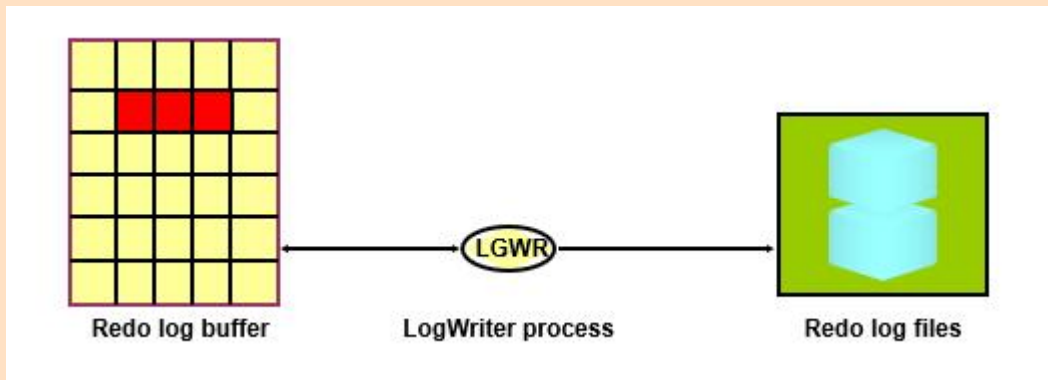 LGWR
Redo log buffer
LogWriter process
Redo log files